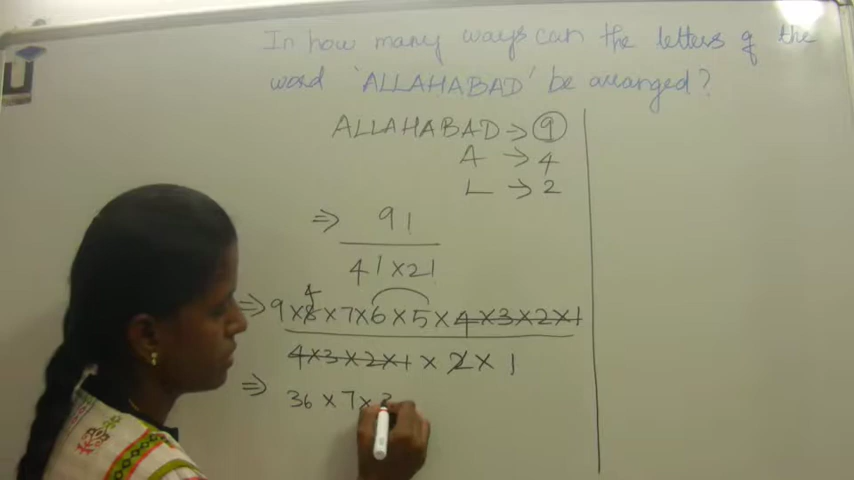 In how many ways can the letters of the
word 'ALLAHABAD' be arranged?
ALLAHABAD → 9
A → 4
L → 2
⇒ 9!
4! × 2!
4
⇒ 9 × 8 × 7 × 6 × 5 × 4 × 3 × 2 × 1
4 × 3 × 2 × 1 × 2 × 1
⇒ 36 × 7 × 3
U